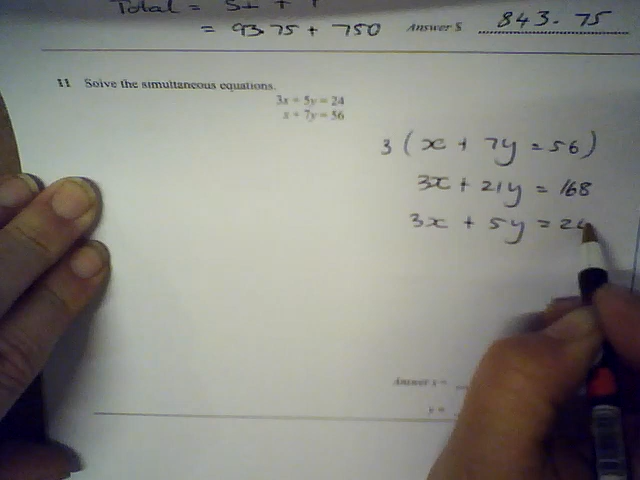 Total =
= 93.75 + 750 Answer $ 843.75
11 Solve the simultaneous equations.
3x + 5y = 24
x + 7y = 56
3 ( x + 7y = 56 )
3x + 21y = 168
3x + 5y = 24
Answer x =
y =